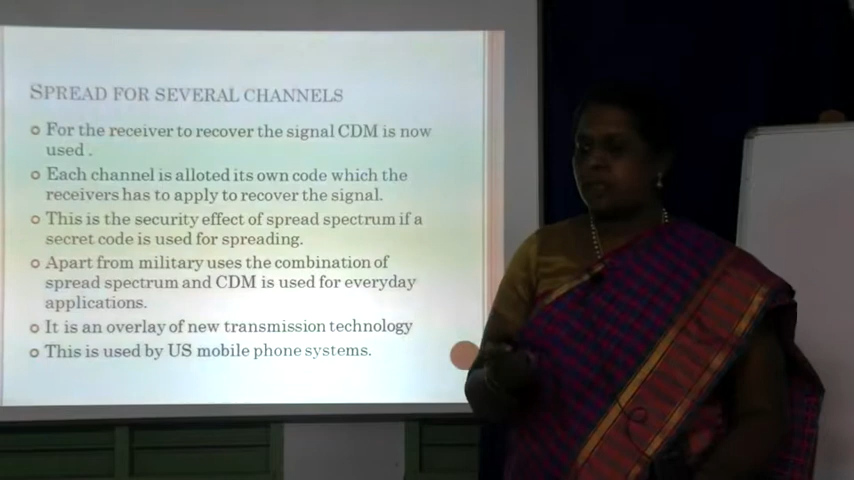 SPREAD FOR SEVERAL CHANNELS
For the receiver to recover the signal CDM is now
used .
Each channel is alloted its own code which the
receivers has to apply to recover the signal.
This is the security effect of spread spectrum if a
secret code is used for spreading.
Apart from military uses the combination of
spread spectrum and CDM is used for everyday
applications.
It is an overlay of new transmission technology
This is used by US mobile phone systems.